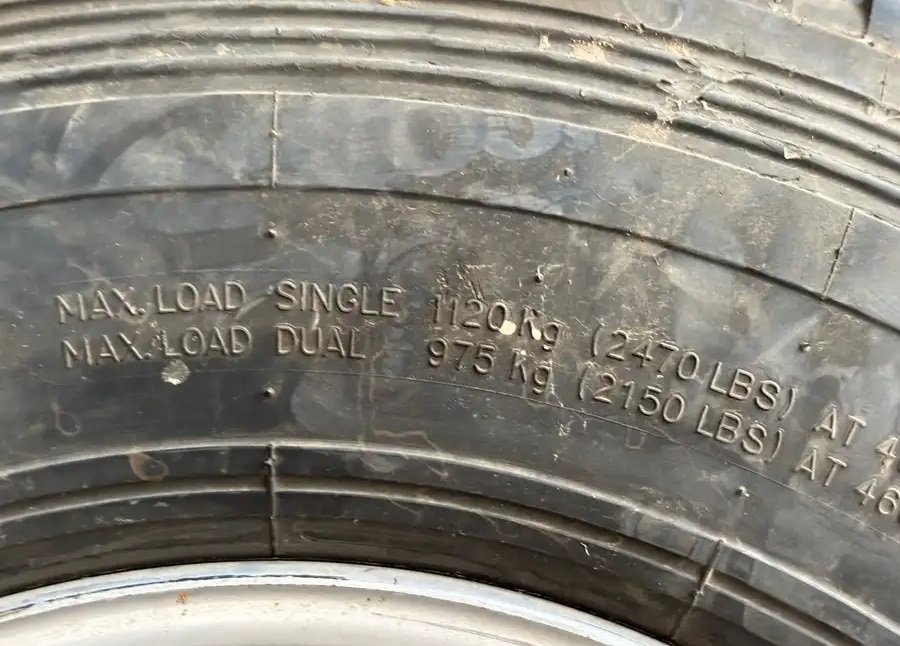 MAX. LOAD SINGLE 1120 Kg (2470 LBS) AT
MAX. LOAD DUAL 975 Kg (2150 LBS) AT